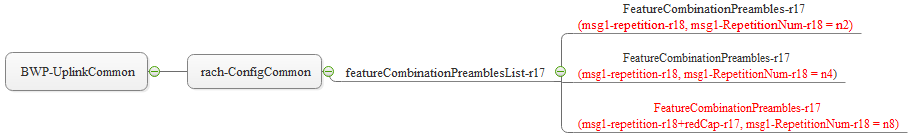 FeatureCombinationPreambles-r17
(msg1-repetition-r18, msg1-RepetitionNum-r18 = n2)
BWP-UplinkCommon
rach-ConfigCommon
featureCombinationPreamblesList-r17
FeatureCombinationPreambles-r17
(msg1-repetition-r18, msg1-RepetitionNum-r18 = n4)
FeatureCombinationPreambles-r17
(msg1-repetition-r18+redCap-r17, msg1-RepetitionNum-r18 = n8)